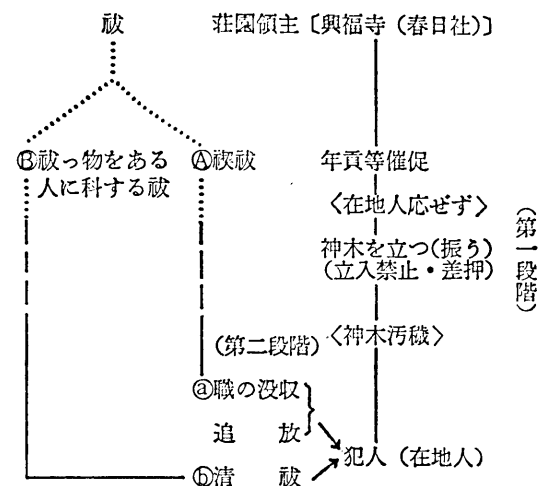 祓
荘園領主〔興福寺（春日社）〕
Ⓑ祓っ物をある
人に科する祓
Ⓐ禊祓
年貢等催促
〈在地人応ぜず〉
神木を立つ(振う)
(立入禁止・差押)
（第一段階）
〈神木汚穢〉
(第二段階)
ⓐ職の没収
追　放
犯人（在地人）
ⓑ清　祓